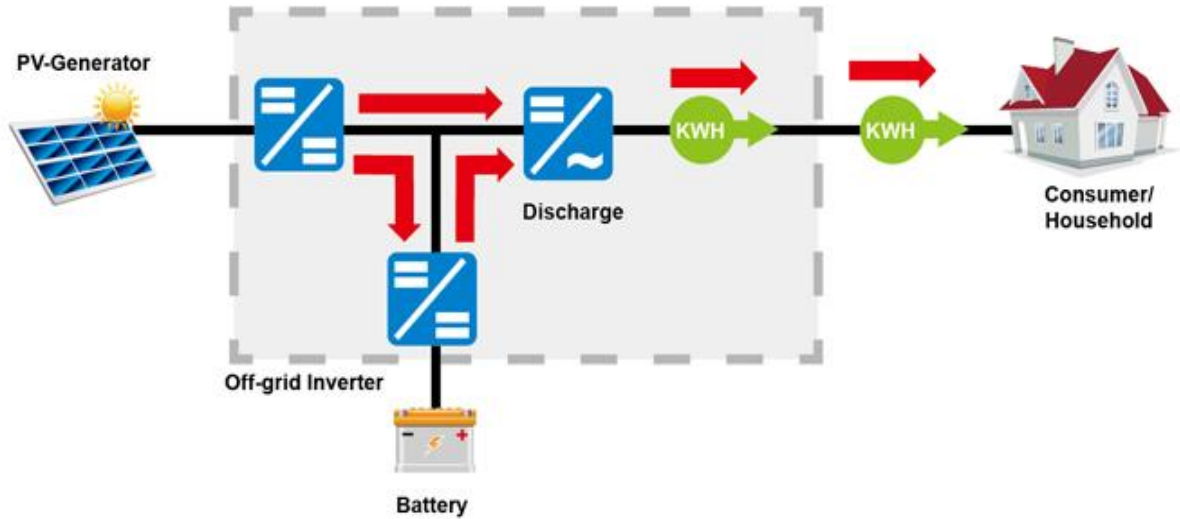 PV-Generator
KWH
KWH
Discharge
Consumer/
Household
Off-grid Inverter
Battery